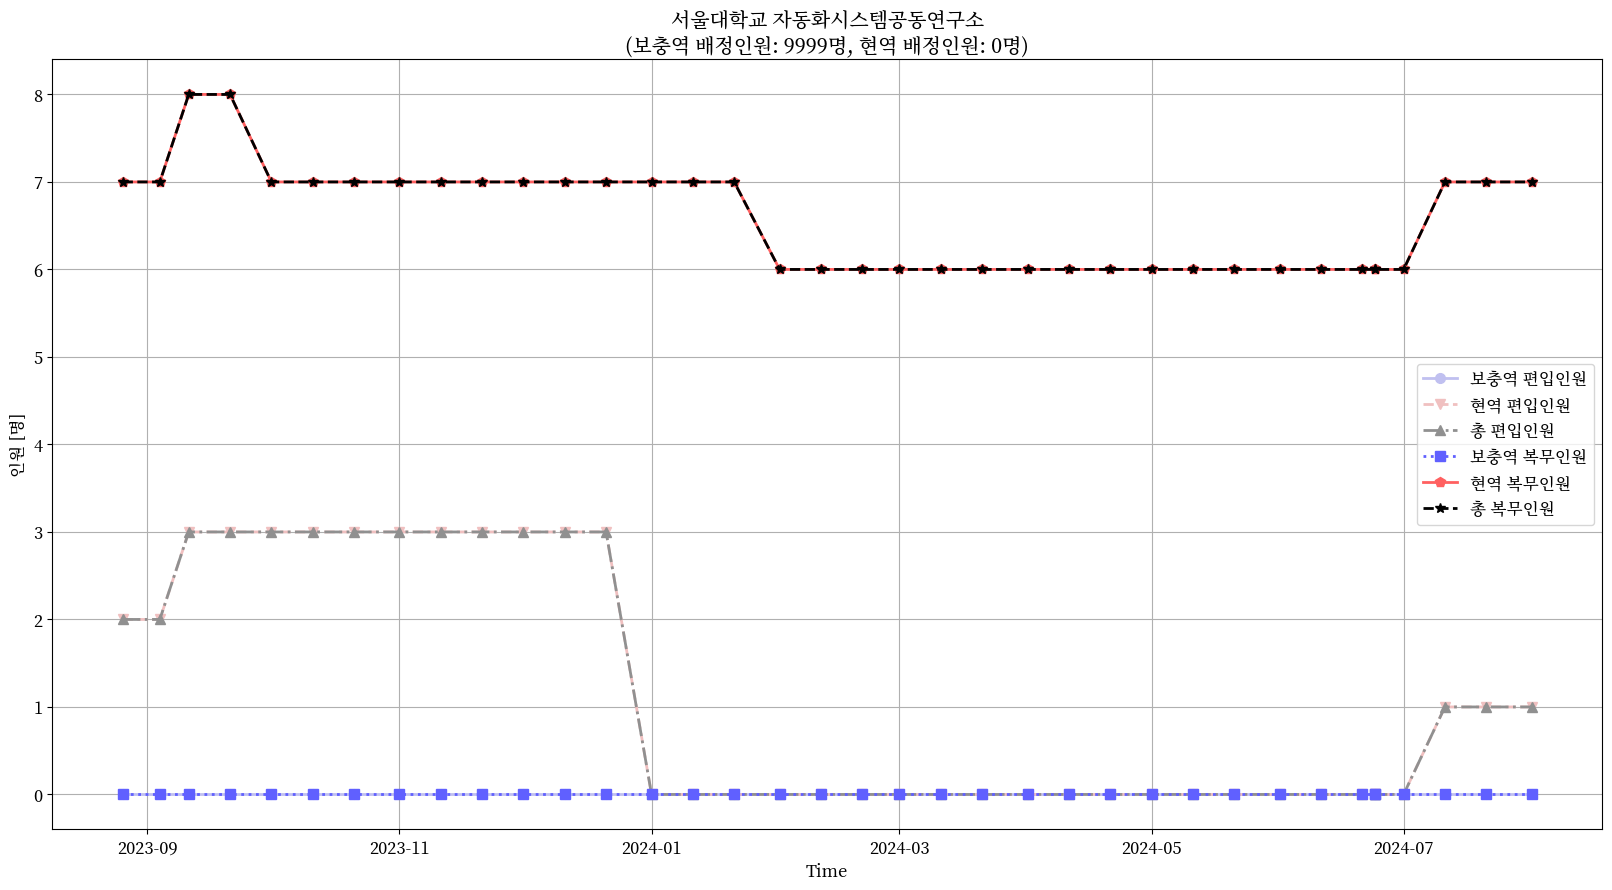 서울대학교 자동화시스템공동연구소
(보충역 배정인원: 9999명, 현역 배정인원: 0명)
8
7
6
5
4
3
2
1
0
인원 [명]
보충역 편입인원
현역 편입인원
총 편입인원
보충역 복무인원
현역 복무인원
총 복무인원
2023-09
2023-11
2024-01
2024-03
2024-05
2024-07
Time